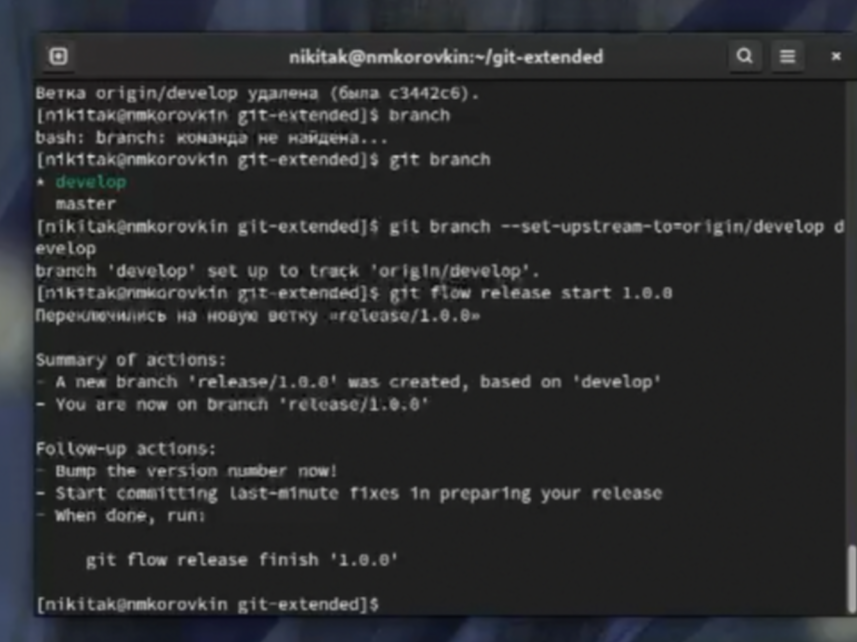 nikitak@nmkorovkin:~/git-extended
Ветка origin/develop удалена (была c3442c6).
[nikitak@nmkorovkin git-extended]$ branch
bash: branch: команда не найдена...
[nikitak@nmkorovkin git-extended]$ git branch
* develop
  master
[nikitak@nmkorovkin git-extended]$ git branch --set-upstream-to=origin/develop d
evelop
branch 'develop' set up to track 'origin/develop'.
[nikitak@nmkorovkin git-extended]$ git flow release start 1.0.0
Переключились на новую ветку «release/1.0.0»

Summary of actions:
- A new branch 'release/1.0.0' was created, based on 'develop'
- You are now on branch 'release/1.0.0'

Follow-up actions:
- Bump the version number now!
- Start committing last-minute fixes in preparing your release
- When done, run:

     git flow release finish '1.0.0'

[nikitak@nmkorovkin git-extended]$